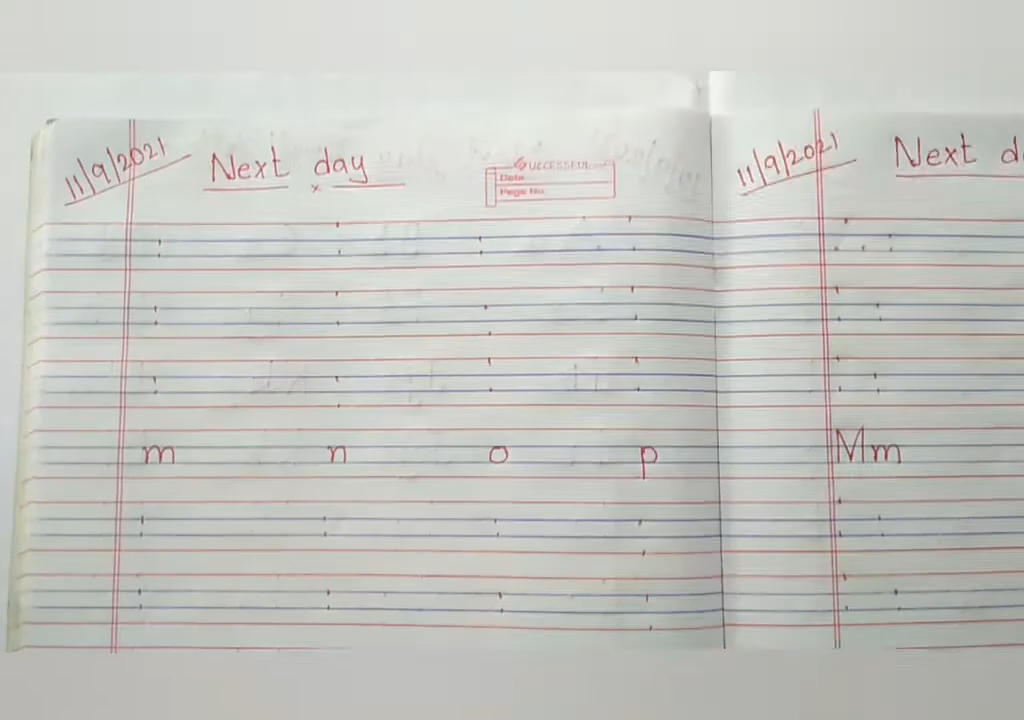 11/9/2021 Next day
SUCCESSFUL
Date
Page No.
m n o p
11/9/2021 Next d
Mm